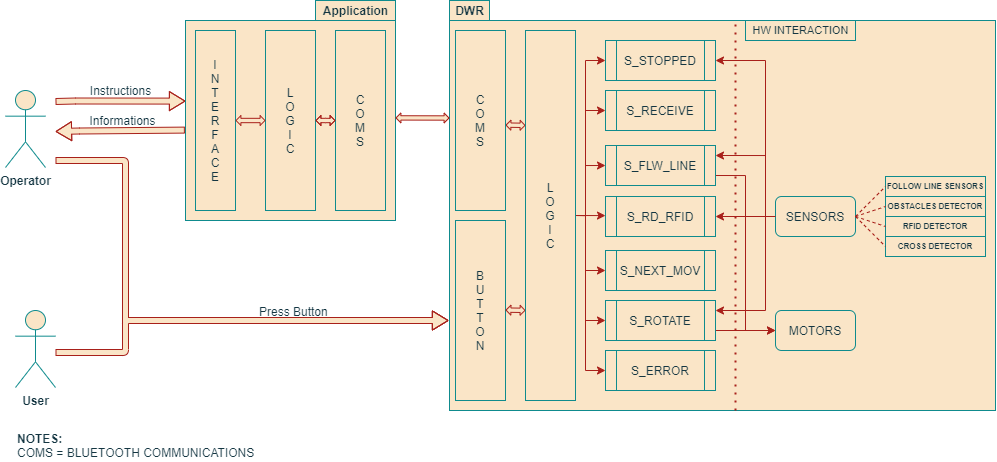 Application
DWR
HW INTERACTION
INTERFACE
LOGIC
COMS
COMS
LOGIC
BUTTON
Instructions
Informations
Operator
Press Button
User
S_STOPPED
S_RECEIVE
S_FLW_LINE
S_RD_RFID
S_NEXT_MOV
S_ROTATE
S_ERROR
SENSORS
MOTORS
FOLLOW LINE SENSORS
OBSTACLES DETECTOR
RFID DETECTOR
CROSS DETECTOR
NOTES:
COMS = BLUETOOTH COMMUNICATIONS